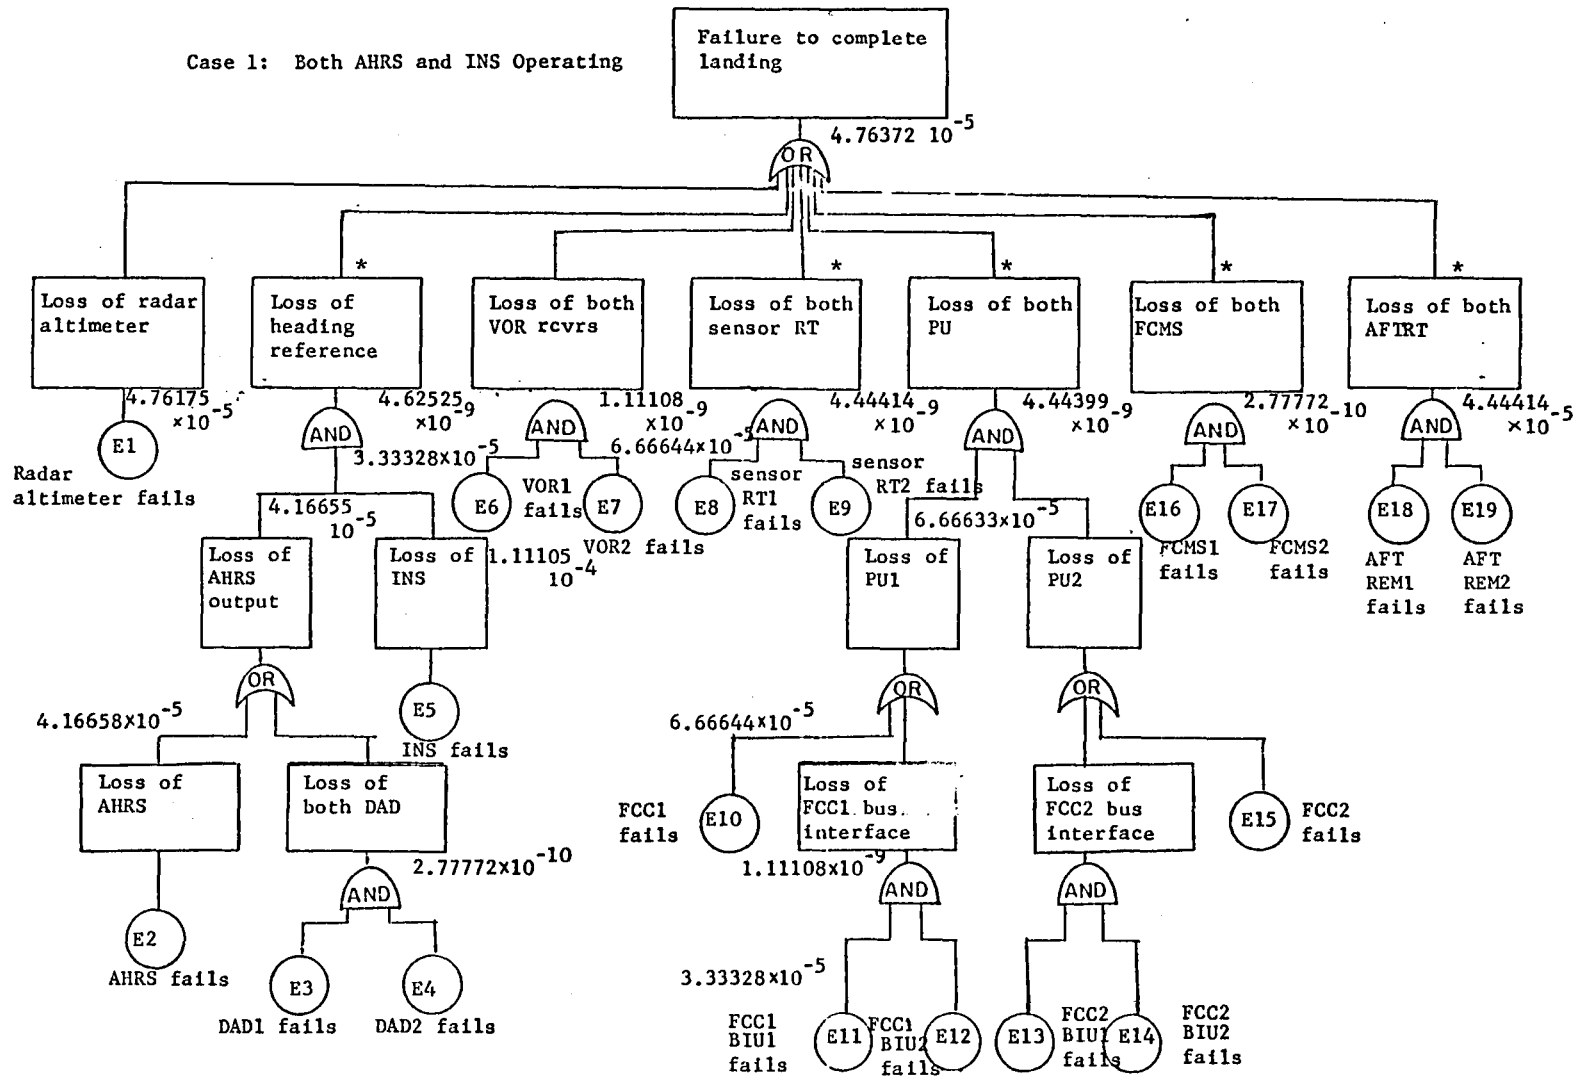 Case 1: Both AHRS and INS Operating
Failure to complete
landing
4.76372 10-5
OR
Loss of radar
altimeter
*
Loss of
heading
reference
Loss of both
VOR rcvrs
*
Loss of both
sensor RT
*
Loss of both
PU
*
Loss of both
FCMS
*
Loss of both
AFTRT
4.76175
×10-5
4.62525
×10-9
1.11108
×10-9
4.44414
×10-9
4.44399
×10-9
2.77772
×10-10
4.44414
×10-5
E1
Radar
altimeter fails
AND
3.33328×10-5
AND
6.66644×10-5
AND
AND
AND
AND
E6
VOR1
fails
E7
VOR2 fails
E8
sensor
RT1
fails
E9
sensor
RT2 fails
E16
FCMS1
fails
E17
FCMS2
fails
E18
AFT
REM1
fails
E19
AFT
REM2
fails
4.16655
10-5
6.66633×10-5
Loss of
AHRS
output
Loss of
INS
1.11105
10-4
Loss of
PU1
Loss of
PU2
OR
E5
INS fails
OR
OR
4.16658×10-5
6.66644×10-5
Loss of
AHRS
Loss of
both DAD
FCC1
fails
E10
Loss of
FCC1 bus
interface
Loss of
FCC2 bus
interface
E15
FCC2
fails
2.77772×10-10
1.11108×10-9
AND
AND
AND
E2
AHRS fails
E3
DAD1 fails
E4
DAD2 fails
3.33328×10-5
FCC1
BIU1
fails
E11
FCC1
BIU2
fails
E12
E13
FCC2
BIU1
fails
E14
FCC2
BIU2
fails